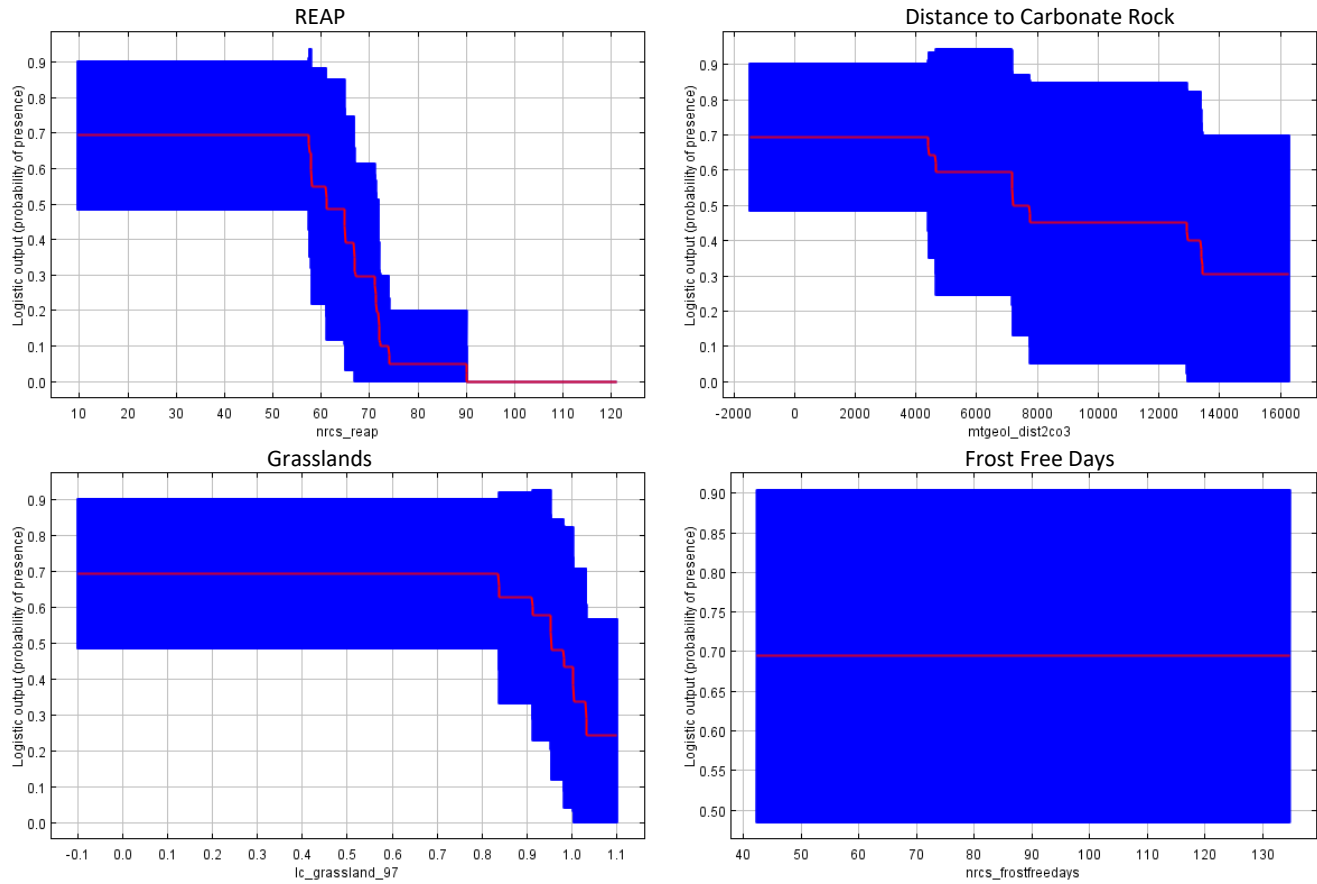 REAP
Logistic output (probability of presence)
0.9
0.8
0.7
0.6
0.5
0.4
0.3
0.2
0.1
0.0
10 20 30 40 50 60 70 80 90 100 110 120
nrcs_reap
Distance to Carbonate Rock
Logistic output (probability of presence)
0.9
0.8
0.7
0.6
0.5
0.4
0.3
0.2
0.1
0.0
-2000 0 2000 4000 6000 8000 10000 12000 14000 16000
mtgeol_dist2co3
Grasslands
Logistic output (probability of presence)
0.9
0.8
0.7
0.6
0.5
0.4
0.3
0.2
0.1
0.0
-0.1 0.0 0.1 0.2 0.3 0.4 0.5 0.6 0.7 0.8 0.9 1.0 1.1
lc_grassland_97
Frost Free Days
Logistic output (probability of presence)
0.90
0.85
0.80
0.75
0.70
0.65
0.60
0.55
0.50
40 50 60 70 80 90 100 110 120 130
nrcs_frostfreedays